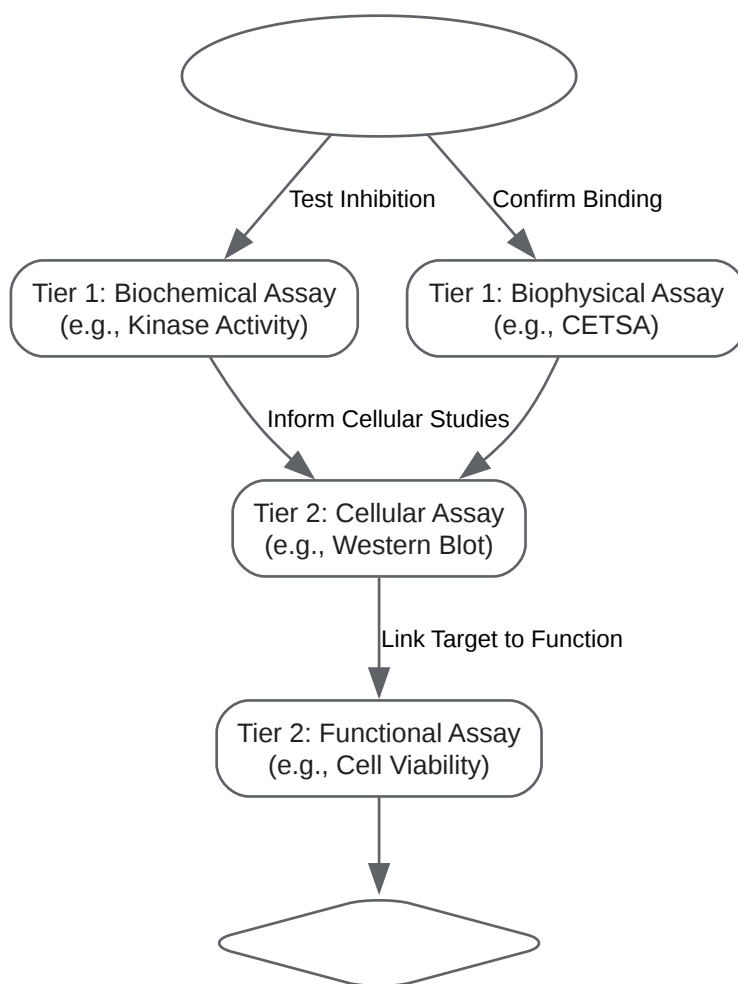 Test Inhibition
Confirm Binding
Tier 1: Biochemical Assay
(e.g., Kinase Activity)
Tier 1: Biophysical Assay
(e.g., CETSA)
Inform Cellular Studies
Tier 2: Cellular Assay
(e.g., Western Blot)
Link Target to Function
Tier 2: Functional Assay
(e.g., Cell Viability)